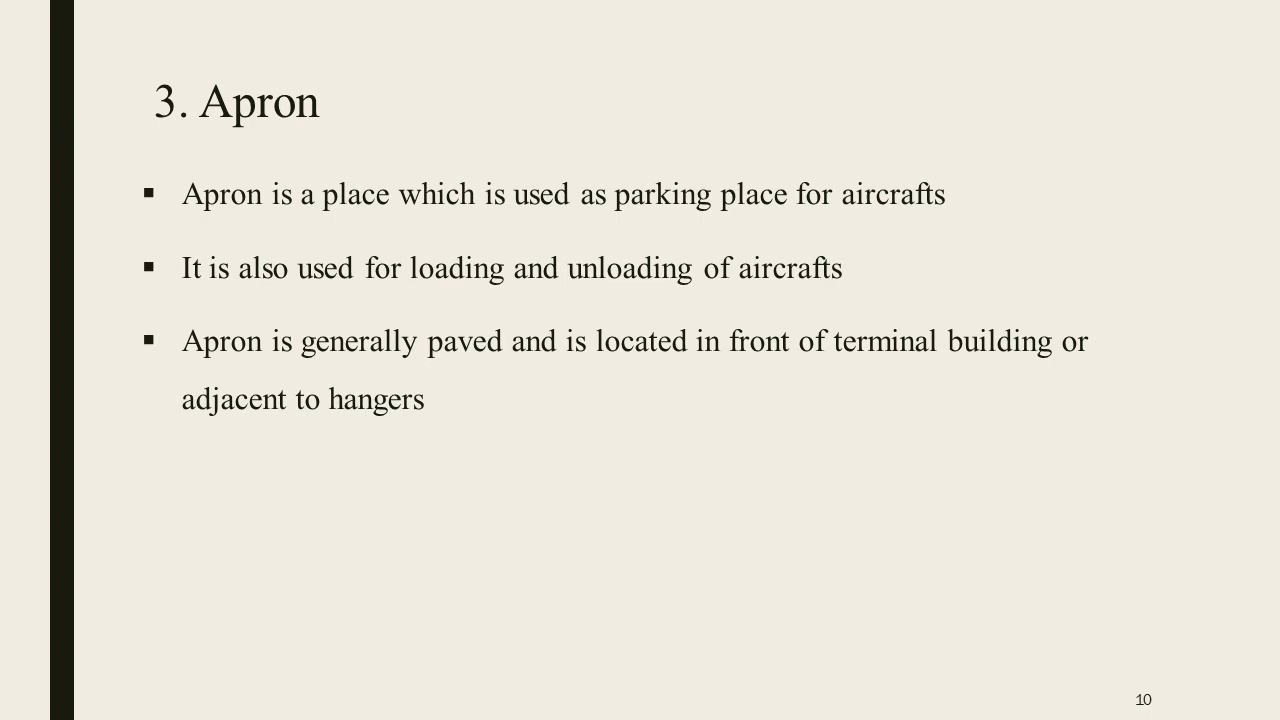 3. Apron
▪ Apron is a place which is used as parking place for aircrafts
▪ It is also used for loading and unloading of aircrafts
▪ Apron is generally paved and is located in front of terminal building or
adjacent to hangers
10